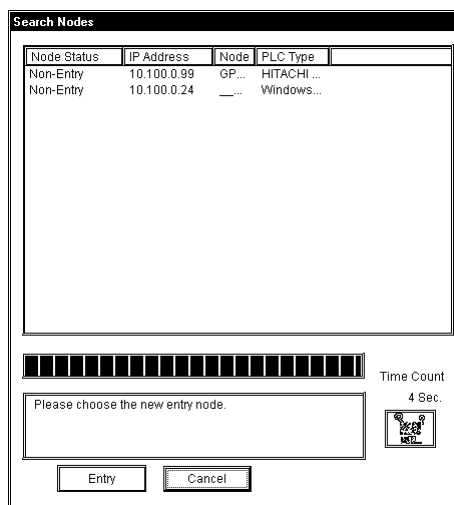 Search Nodes
Node Status IP Address Node PLC Type
Non-Entry 10.100.0.99 GP... HITACHI ...
Non-Entry 10.100.0.24 __... Windows...
Time Count
4 Sec.
Please choose the new entry node.
Entry Cancel